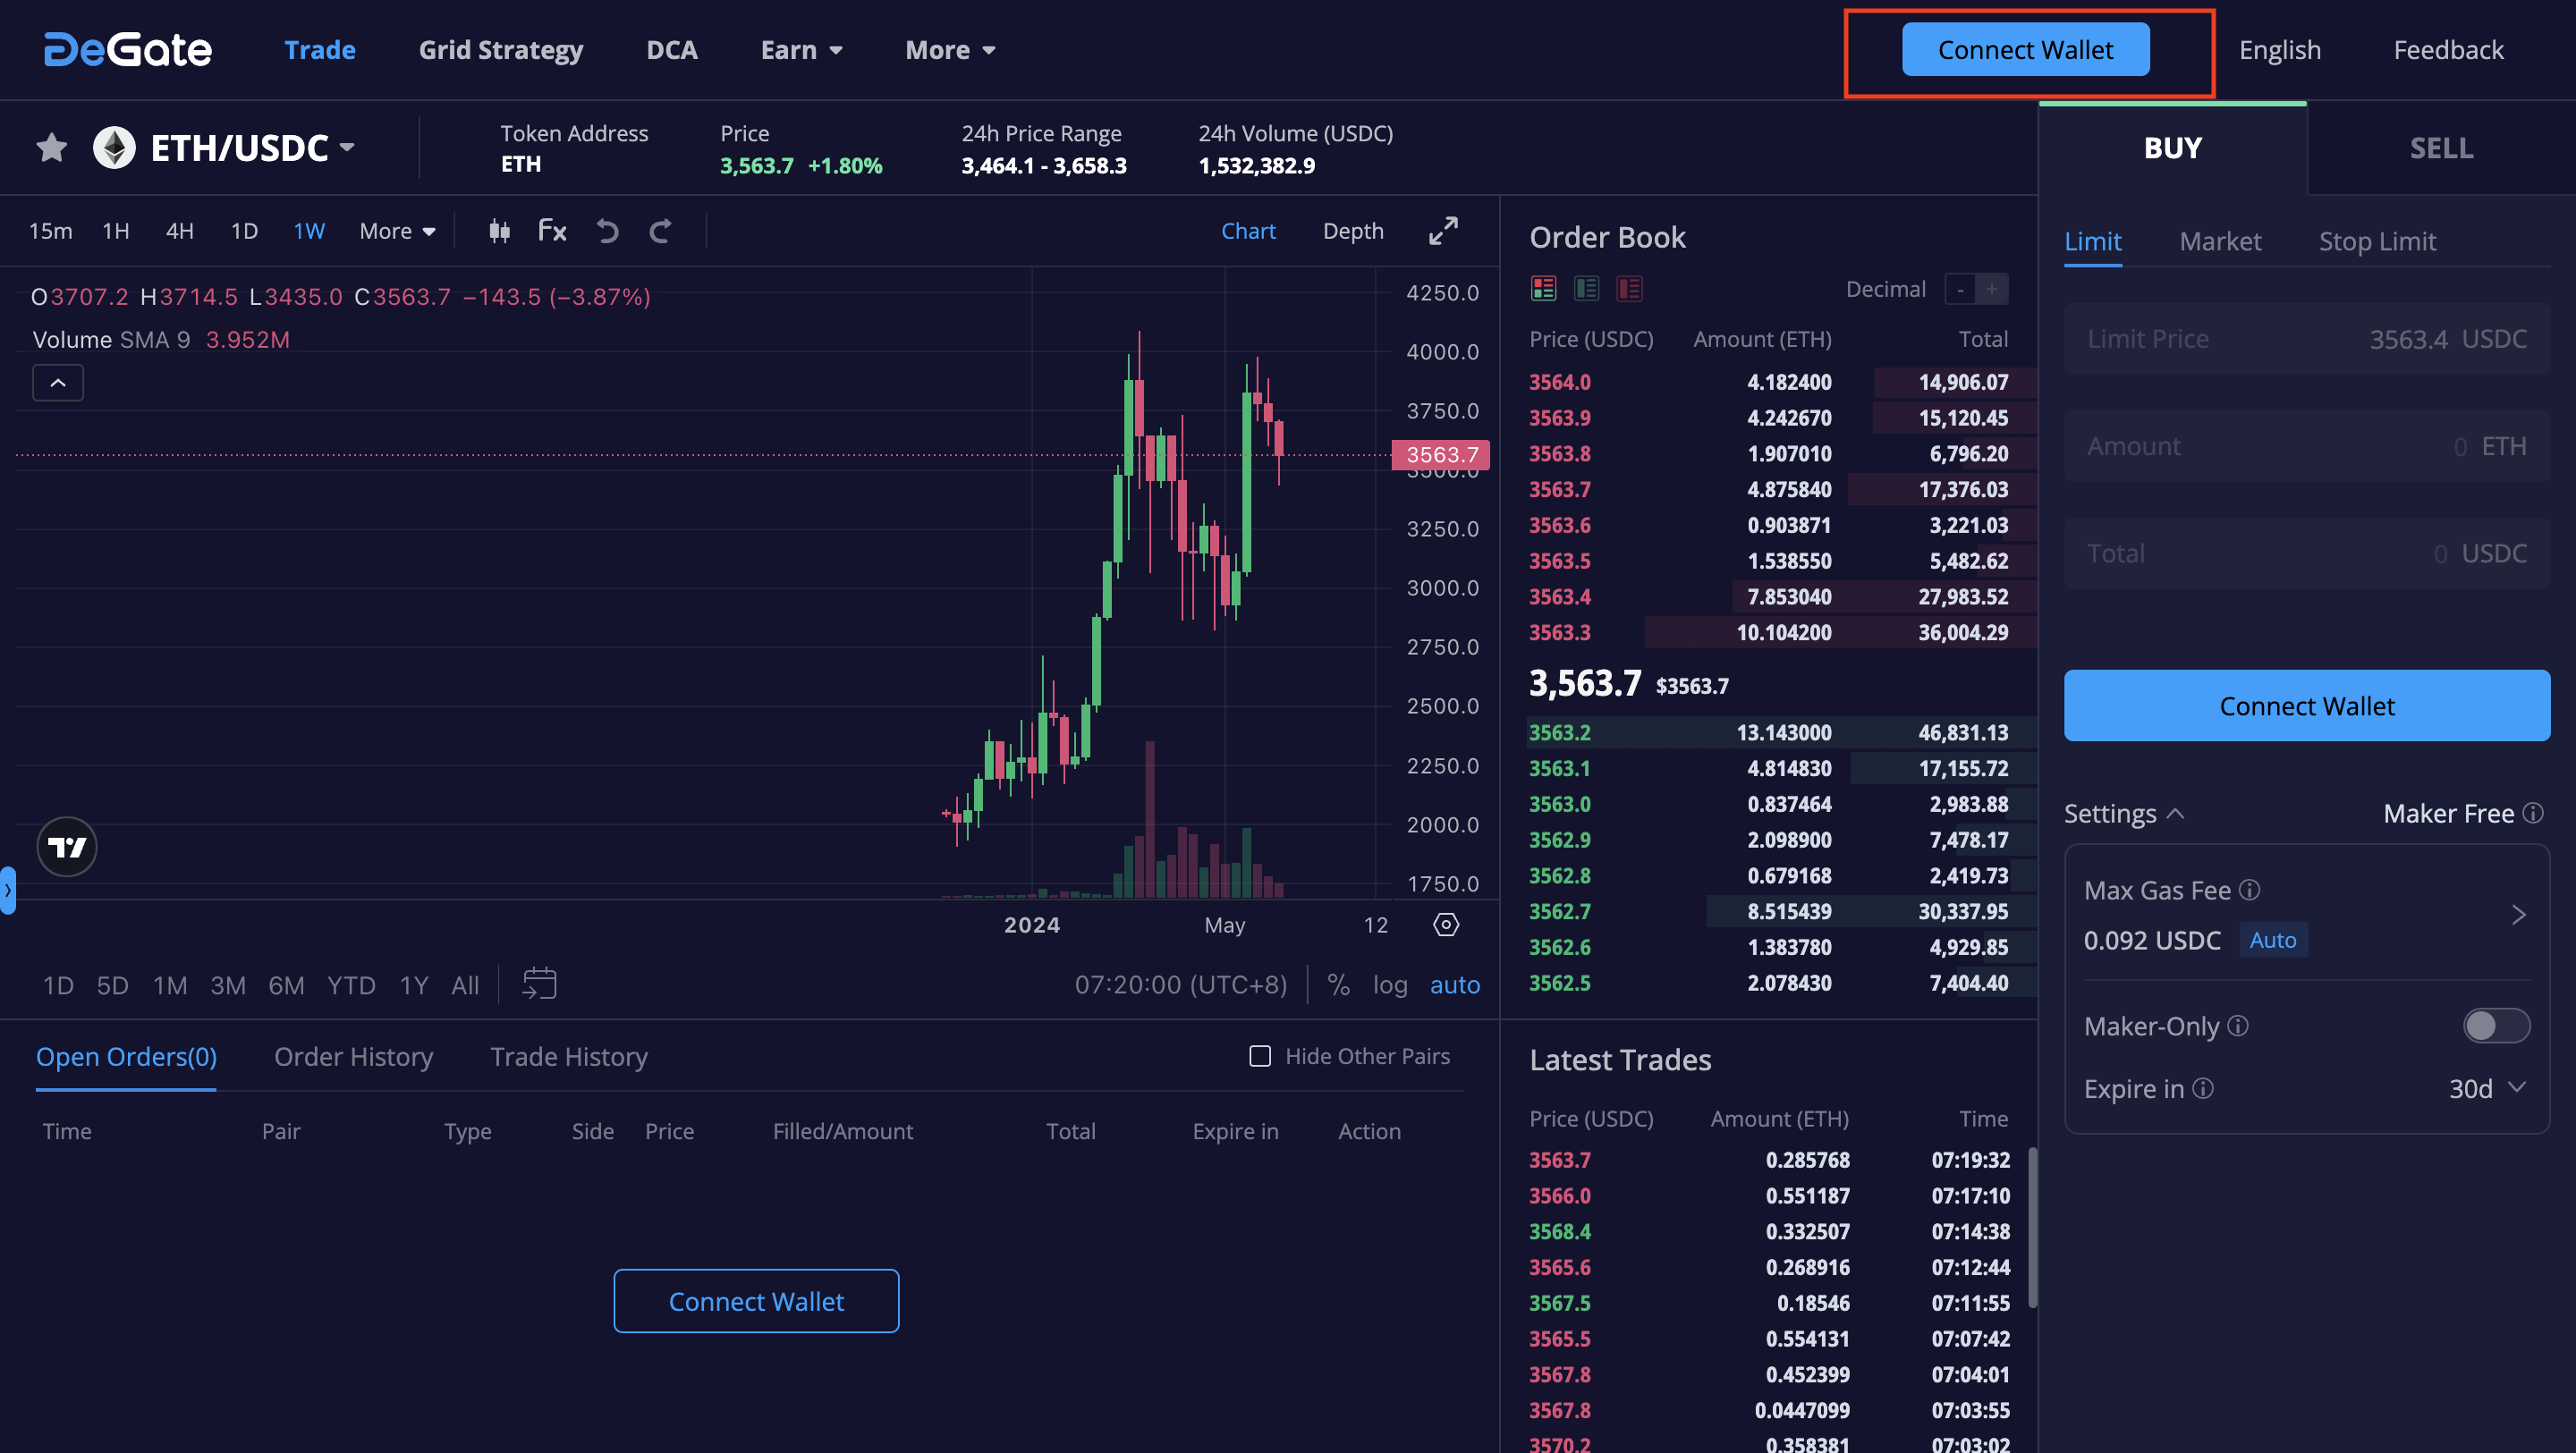 DeGate Trade Grid Strategy DCA Earn More Connect Wallet English Feedback
ETH/USDC
Token Address Price 24h Price Range 24h Volume (USDC)
ETH 3,563.7 +1.80% 3,464.1 - 3,658.3 1,532,382.9
15m 1H 4H 1D 1W More Fx Chart Depth
O3707.2 H3714.5 L3435.0 C3563.7 −143.5 (−3.87%)
Volume SMA 9 3.952M
4250.0
4000.0
3750.0
3563.7
3500.0
3250.0
3000.0
2750.0
2500.0
2250.0
2000.0
1750.0
2024 May 12
1D 5D 1M 3M 6M YTD 1Y All 07:20:00 (UTC+8) % log auto
Order Book
Decimal - +
Price (USDC) Amount (ETH) Total
3564.0 4.182400 14,906.07
3563.9 4.242670 15,120.45
3563.8 1.907010 6,796.20
3563.7 4.875840 17,376.03
3563.6 0.903871 3,221.03
3563.5 1.538550 5,482.62
3563.4 7.853040 27,983.52
3563.3 10.104200 36,004.29
3,563.7 $3563.7
3563.2 13.143000 46,831.13
3563.1 4.814830 17,155.72
3563.0 0.837464 2,983.88
3562.9 2.098900 7,478.17
3562.8 0.679168 2,419.73
3562.7 8.515439 30,337.95
3562.6 1.383780 4,929.85
3562.5 2.078430 7,404.40
BUY SELL
Limit Market Stop Limit
Limit Price 3563.4 USDC
Amount 0 ETH
Total 0 USDC
Connect Wallet
Settings Maker Free
Max Gas Fee
0.092 USDC Auto
Maker-Only
Expire in 30d
Open Orders(0) Order History Trade History Hide Other Pairs
Time Pair Type Side Price Filled/Amount Total Expire in Action
Connect Wallet
Latest Trades
Price (USDC) Amount (ETH) Time
3563.7 0.285768 07:19:32
3566.0 0.551187 07:17:10
3568.4 0.332507 07:14:38
3565.6 0.268916 07:12:44
3567.5 0.18546 07:11:55
3565.5 0.554131 07:07:42
3567.8 0.452399 07:04:01
3567.8 0.0447099 07:03:55
3570.2 0.358381 07:03:02